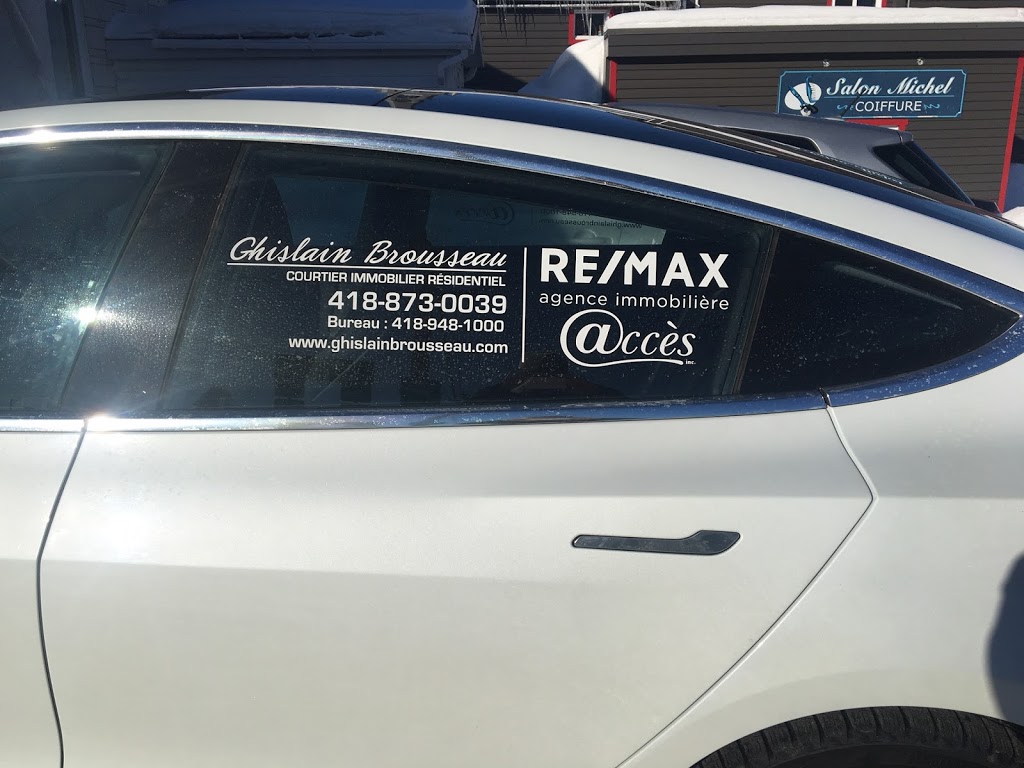 Salon Michel
COIFFURE
Ghislain Brousseau
COURTIER IMMOBILIER RÉSIDENTIEL
418-873-0039
Bureau : 418-948-1000
www.ghislainbrousseau.com
RE/MAX
agence immobilière
@ccès
inc.